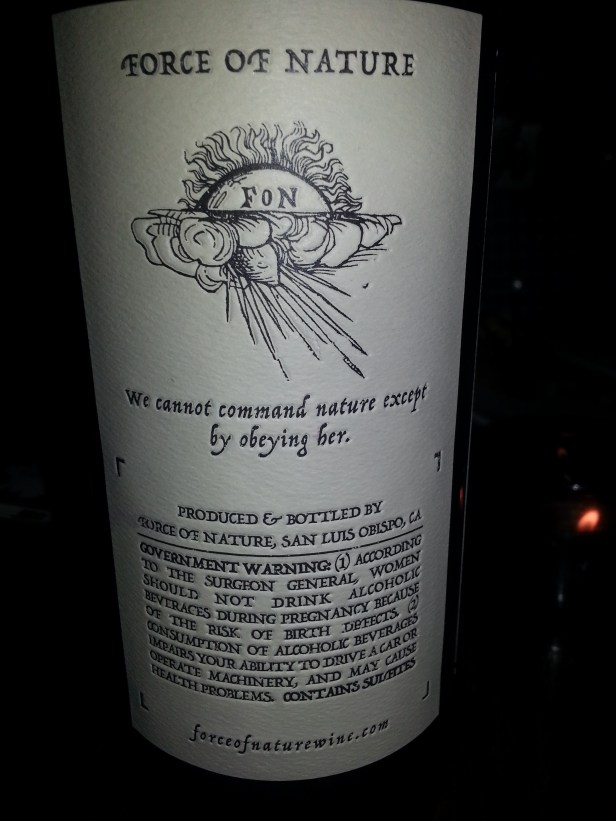 FORCE OF NATURE
FON
We cannot command nature except
by obeying her.
PRODUCED & BOTTLED BY
FORCE OF NATURE, SAN LUIS OBISPO, CA
GOVERNMENT WARNING: (1) ACCORDING
TO THE SURGEON GENERAL, WOMEN
SHOULD NOT DRINK ALCOHOLIC
BEVERAGES DURING PREGNANCY BECAUSE
OF THE RISK OF BIRTH DEFECTS. (2)
CONSUMPTION OF ALCOHOLIC BEVERAGES
IMPAIRS YOUR ABILITY TO DRIVE A CAR OR
OPERATE MACHINERY, AND MAY CAUSE
HEALTH PROBLEMS. CONTAINS SULFITES
forceofnaturewine.com